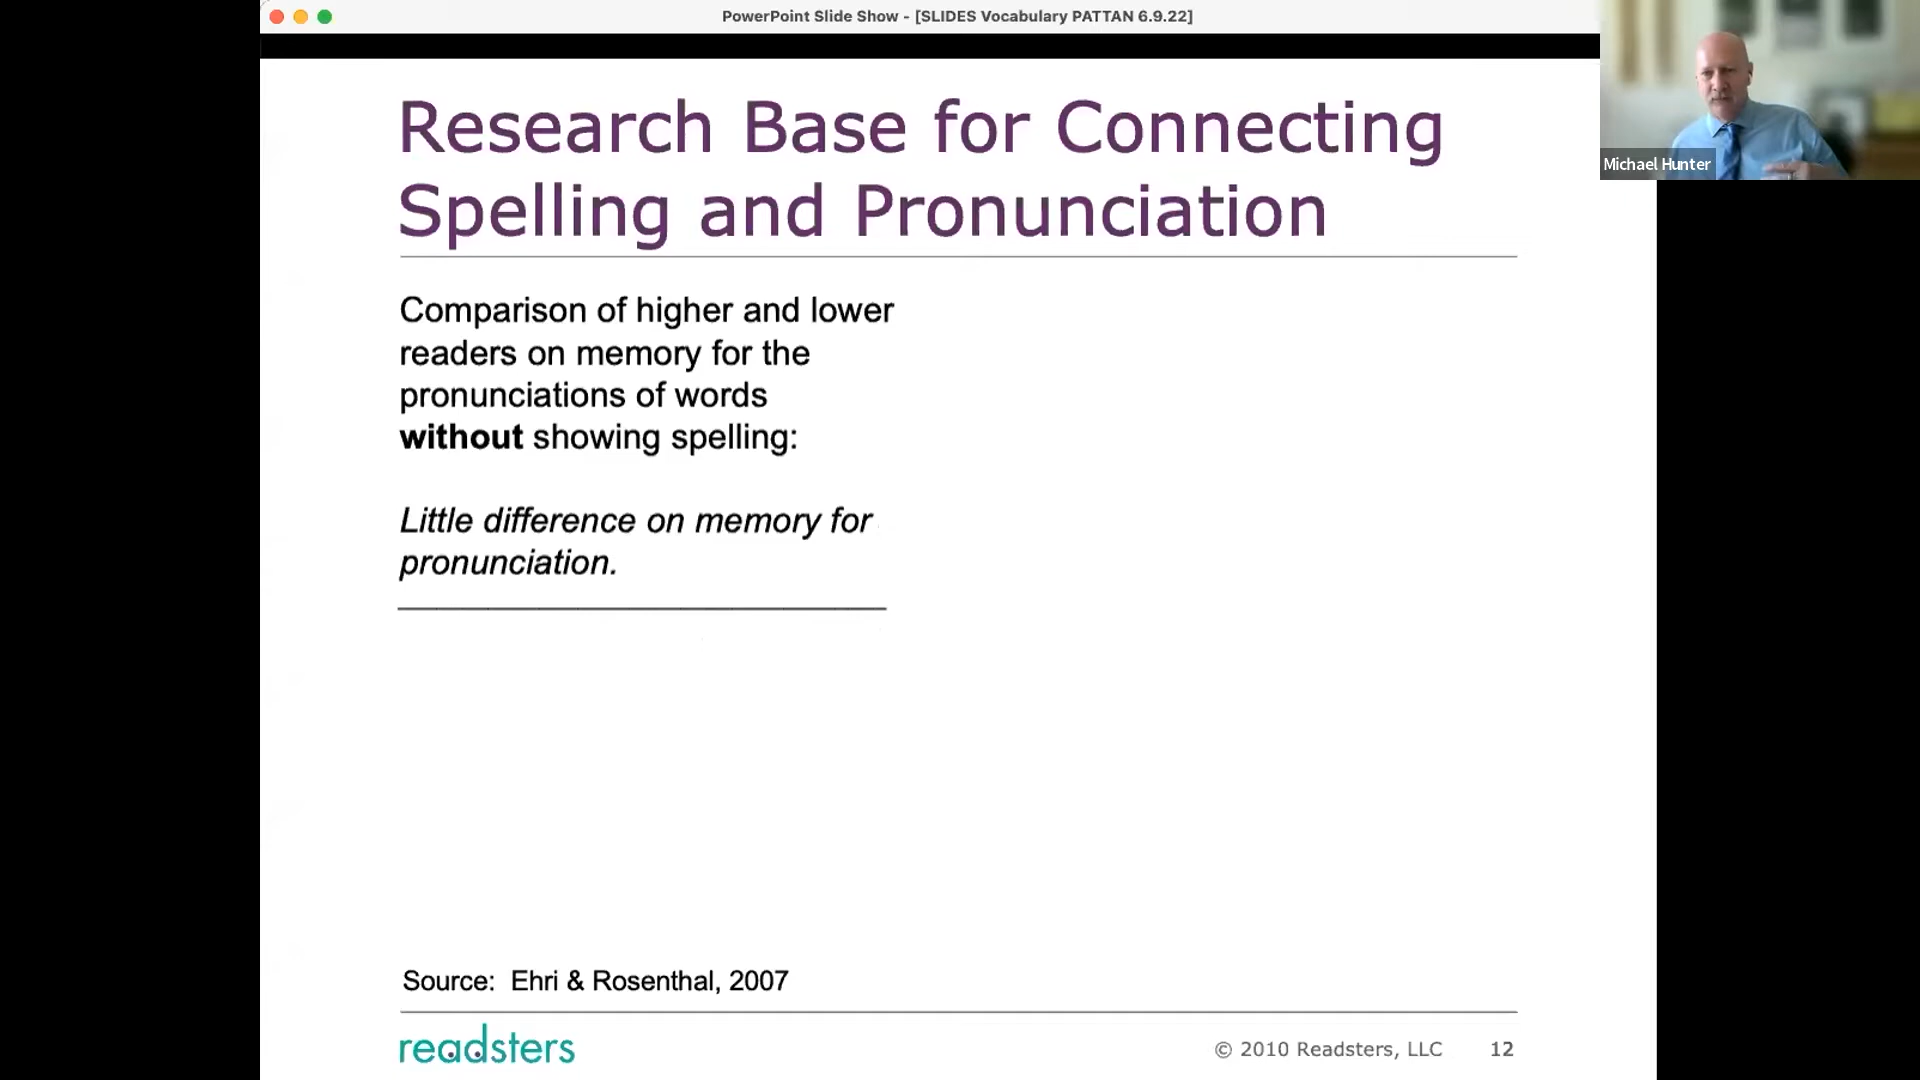 PowerPoint Slide Show - [SLIDES Vocabulary PATTAN 6.9.22]
Michael Hunter
Research Base for Connecting
Spelling and Pronunciation
Comparison of higher and lower
readers on memory for the
pronunciations of words
without showing spelling:
Little difference on memory for
pronunciation.
Source: Ehri & Rosenthal, 2007
readsters
© 2010 Readsters, LLC 12